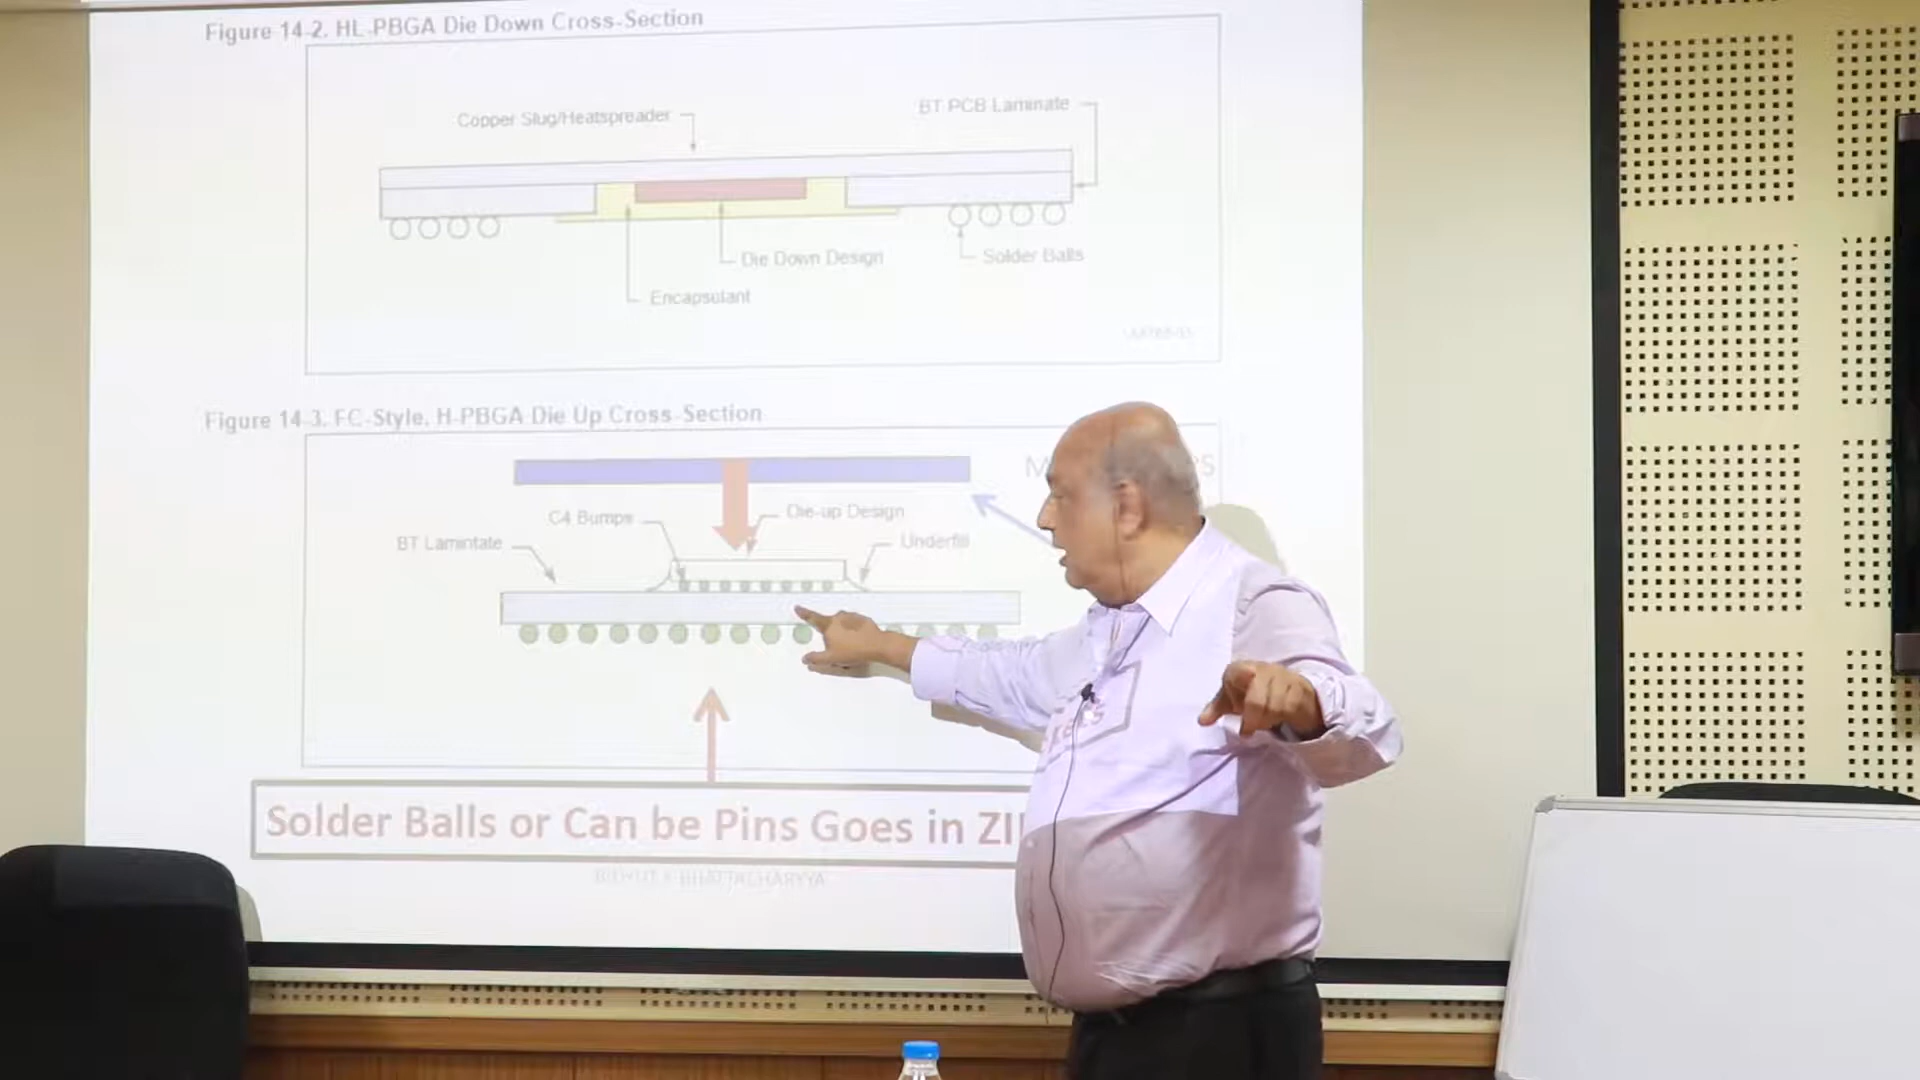 Figure 14-2. HL-PBGA Die Down Cross-Section
Copper Slug/Heatspreader
BT PCB Laminate
Die Down Design
Solder Balls
Encapsulant
Figure 14-3. FC-Style, H-PBGA Die Up Cross-Section
C4 Bumps
Die-up Design
BT Lamintate
Underfill
Solder Balls or Can be Pins Goes in
BHATTACHARYYA